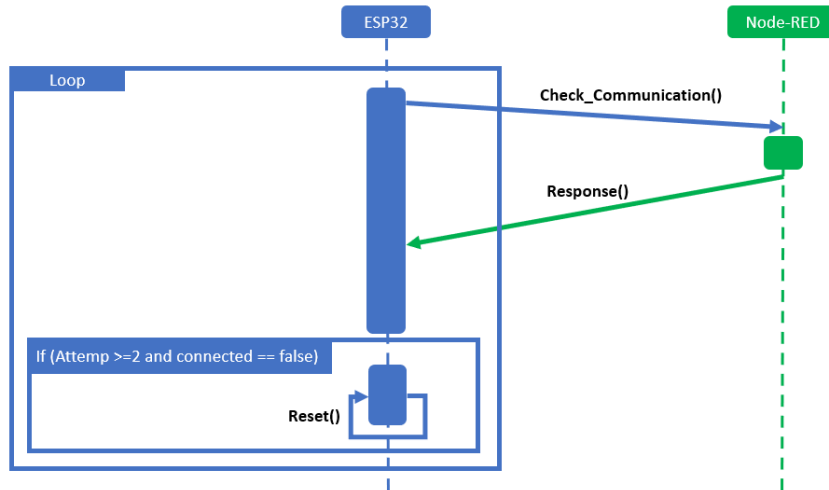 ESP32
Node-RED
Loop
Check_Communication()
Response()
If (Attemp >=2 and connected == false)
Reset()